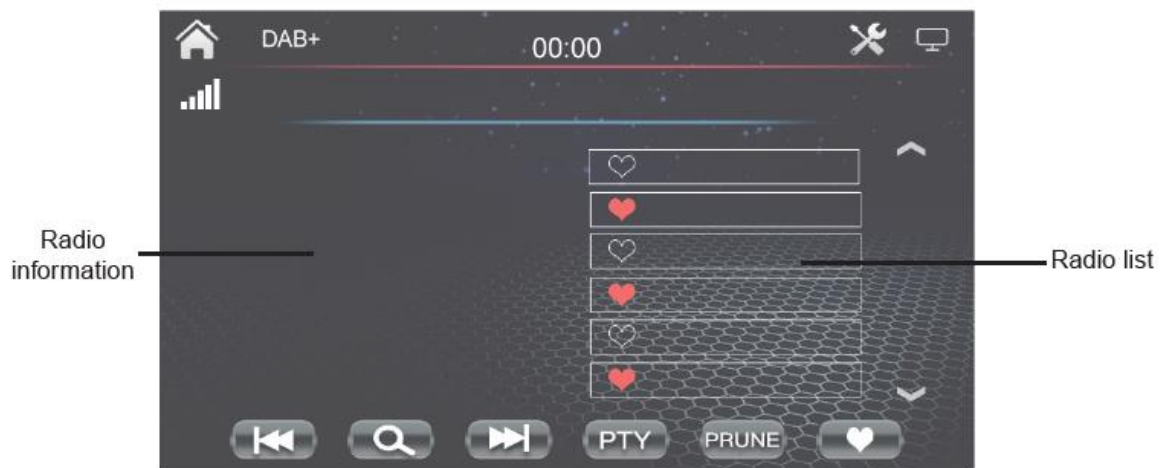 DAB+
00:00
Radio
information
Radio list
PTY
PRUNE